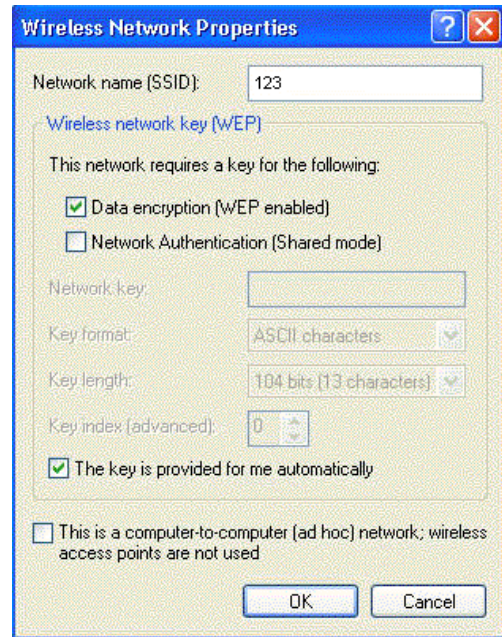 Wireless Network Properties
Network name (SSID): 123
Wireless network key (WEP)
This network requires a key for the following:
Data encryption (WEP enabled)
Network Authentication (Shared mode)
Network key:
Key format: ASCII characters
Key length: 104 bits (13 characters)
Key index (advanced): 0
The key is provided for me automatically
This is a computer-to-computer (ad hoc) network; wireless
access points are not used
OK Cancel